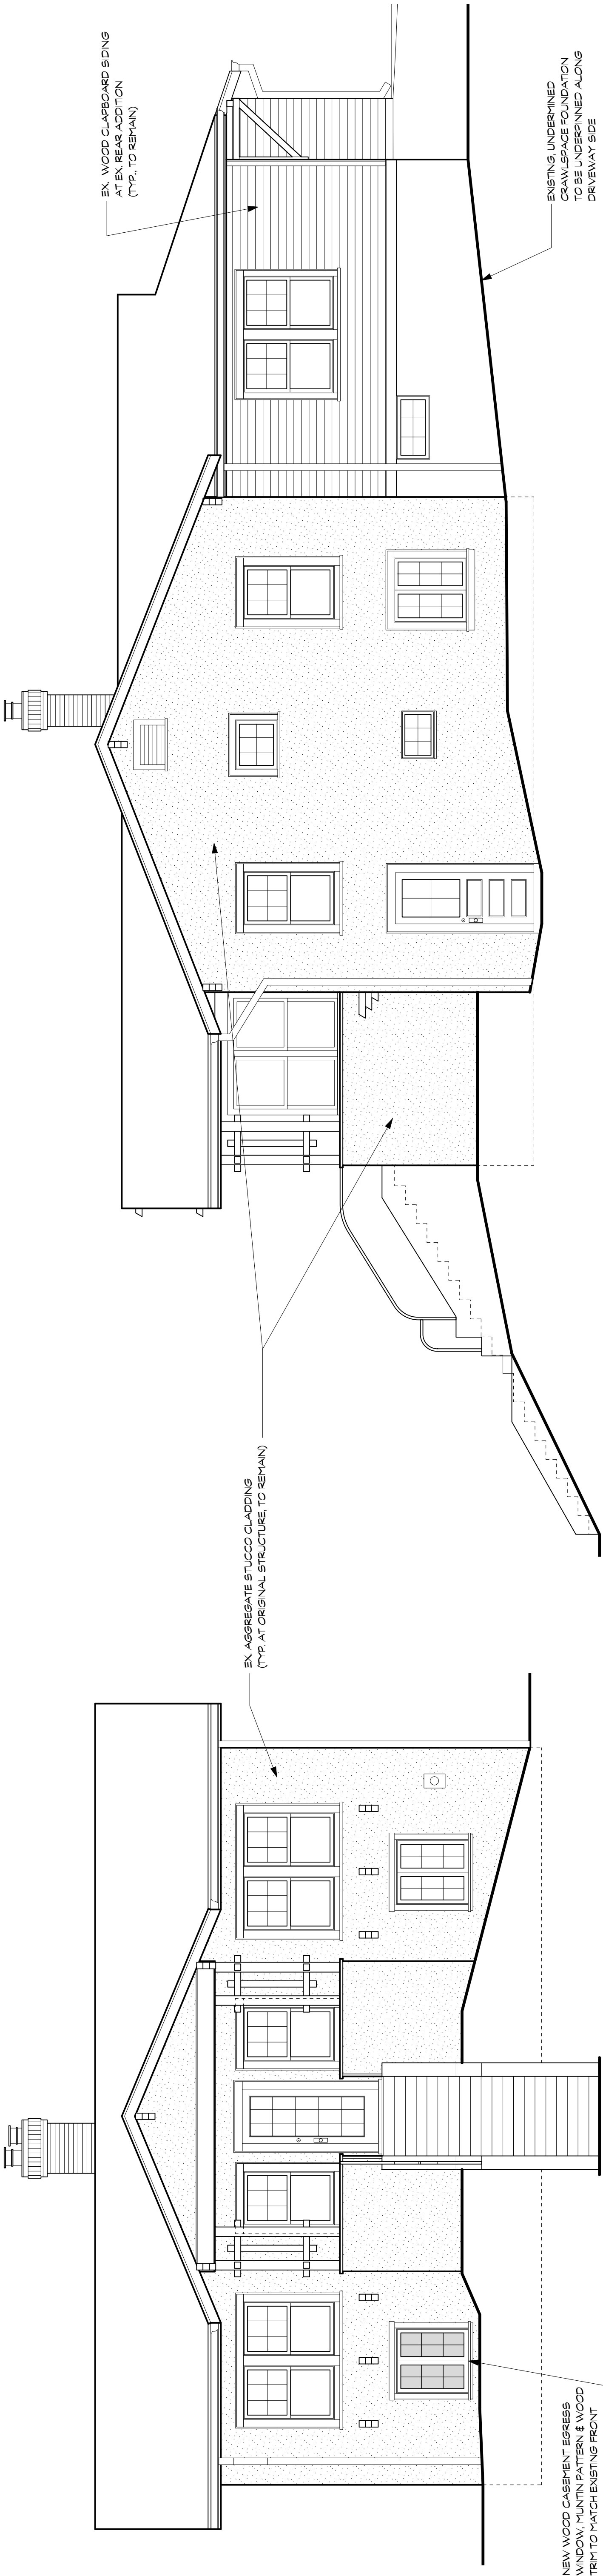 EX. WOOD CLAPBOARD SIDING
AT EX. REAR ADDITION
(TYP., TO REMAIN)
EXISTING, UNDERMINED
CRAWLSPACE FOUNDATION
TO BE UNDERPINNED ALONG
DRIVEWAY SIDE
EX. AGGREGATE STUCCO CLADDING
(TYP. AT ORIGINAL STRUCTURE, TO REMAIN)
NEW WOOD CASEMENT EGRESS
WINDOW, MUNTIN PATTERN & WOOD
TRIM TO MATCH EXISTING FRONT